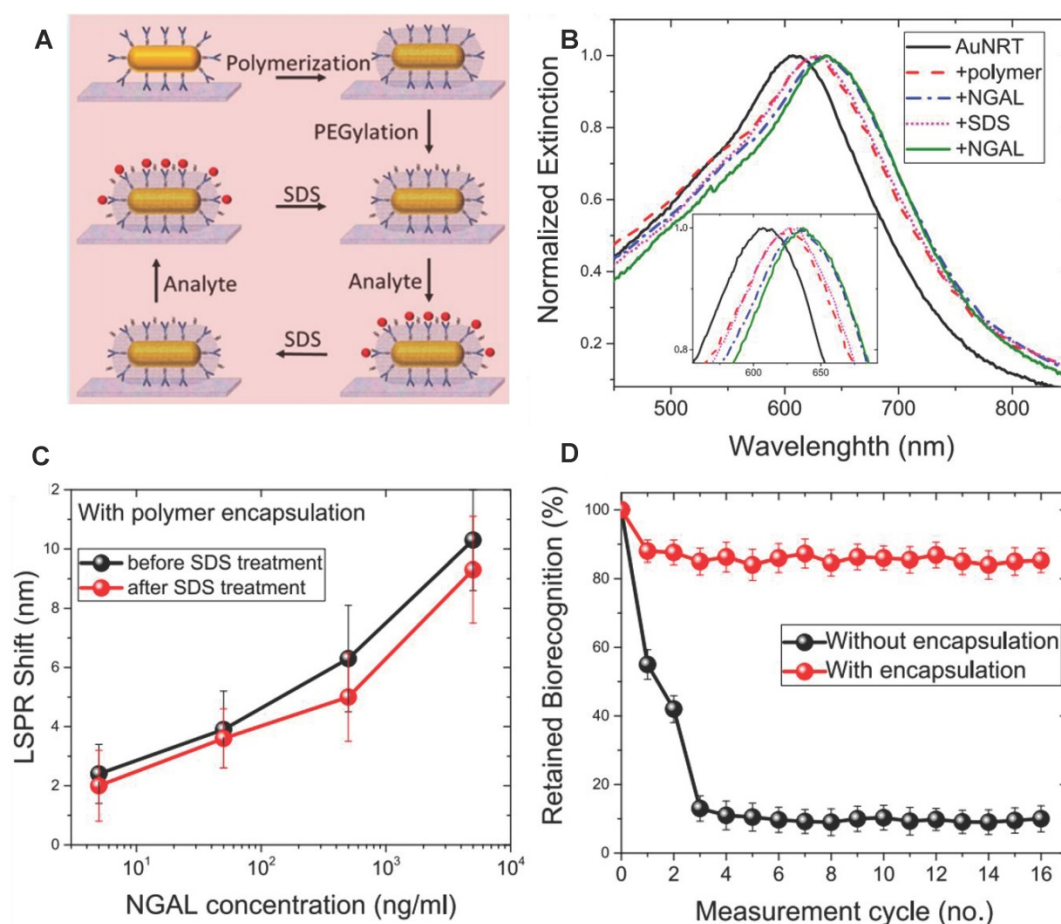 A
Polymerization
PEGylation
SDS
Analyte
Analyte
SDS
B
AuNRT
+polymer
+NGAL
+SDS
+NGAL
Normalized Extinction
1.0
0.8
0.6
0.4
0.2
1.0
0.8
600 650
500 600 700 800
Wavelenghth (nm)
C
With polymer encapsulation
before SDS treatment
after SDS treatment
LSPR Shift (nm)
2
10
8
6
4
2
0
10¹ 10² 10³ 10⁴
NGAL concentration (ng/ml)
D
Retained Biorecognition (%)
100
80
60
40
20
0
Without encapsulation
With encapsulation
0 2 4 6 8 10 12 14 16
Measurement cycle (no.)